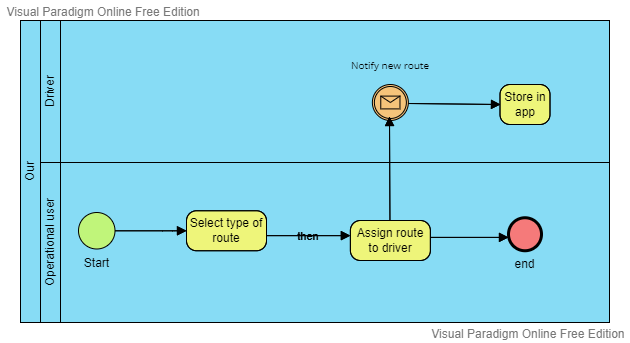 Visual Paradigm Online Free Edition
Our
Driver
Notify new route
Store in
app
Operational user
Start
Select type of
route
then
Assign route
to driver
end
Visual Paradigm Online Free Edition